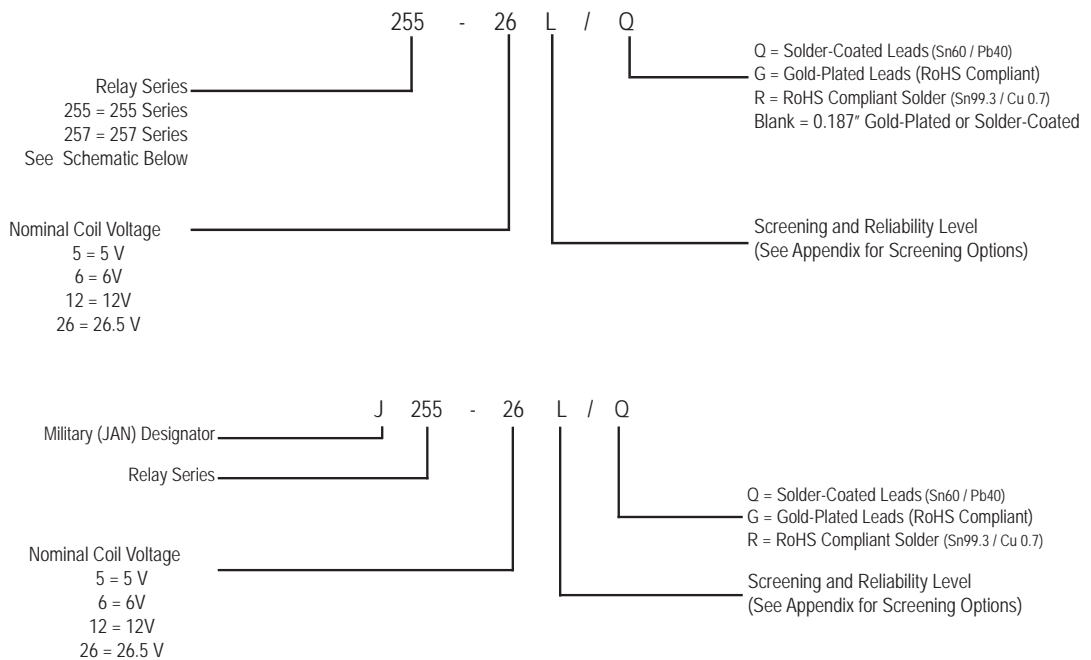 255 - 26 L / Q
Relay Series
255 = 255 Series
257 = 257 Series
See Schematic Below
Nominal Coil Voltage
5 = 5 V
6 = 6V
12 = 12V
26 = 26.5 V
Q = Solder-Coated Leads (Sn60 / Pb40)
G = Gold-Plated Leads (RoHS Compliant)
R = RoHS Compliant Solder (Sn99.3 / Cu 0.7)
Blank = 0.187″ Gold-Plated or Solder-Coated
Screening and Reliability Level
(See Appendix for Screening Options)
J 255 - 26 L / Q
Military (JAN) Designator
Relay Series
Nominal Coil Voltage
5 = 5 V
6 = 6V
12 = 12V
26 = 26.5 V
Q = Solder-Coated Leads (Sn60 / Pb40)
G = Gold-Plated Leads (RoHS Compliant)
R = RoHS Compliant Solder (Sn99.3 / Cu 0.7)
Screening and Reliability Level
(See Appendix for Screening Options)